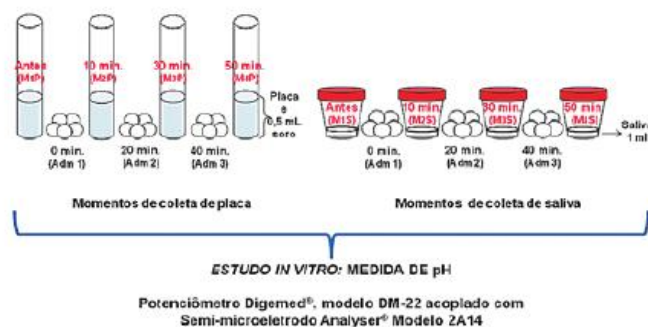 Antes (M1P)
10 min. (M2P)
30 min. (M3P)
50 min. (M4P)
Placa e 0,5 mL soro
0 min. (Adm 1)
20 min. (Adm 2)
40 min. (Adm 3)
Momentos de coleta de placa
Antes (M1S)
10 min. (M2S)
30 min. (M3S)
50 min. (M4S)
Saliva 1 ml
0 min. (Adm 1)
20 min. (Adm 2)
40 min. (Adm 3)
Momentos de coleta de saliva
ESTUDO IN VITRO: MEDIDA DE pH
Potenciômetro Digemed®, modelo DM-22 acoplado com
Semi-microeletrodo Analyser® Modelo 2A14